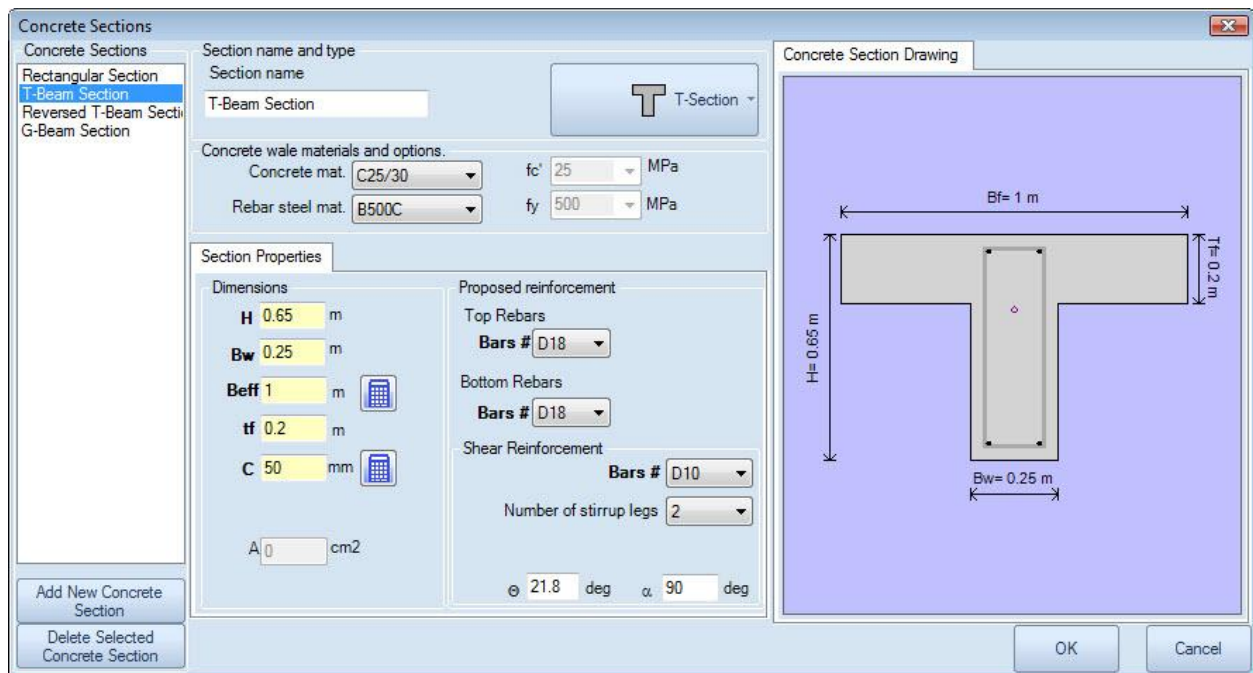 Concrete Sections
Concrete Sections
Rectangular Section
T-Beam Section
Reversed T-Beam Secti
G-Beam Section
Add New Concrete
Section
Delete Selected
Concrete Section
Section name and type
Section name
T-Beam Section
T-Section
Concrete wale materials and options.
Concrete mat. C25/30 fc' 25 MPa
Rebar steel mat. B500C fy 500 MPa
Section Properties
Dimensions
H 0.65 m
Bw 0.25 m
Beff 1 m
tf 0.2 m
C 50 mm
A 0 cm2
Proposed reinforcement
Top Rebars
Bars # D18
Bottom Rebars
Bars # D18
Shear Reinforcement
Bars # D10
Number of stirrup legs 2
Θ 21.8 deg α 90 deg
Concrete Section Drawing
Bf= 1 m
Tf= 0.2 m
H= 0.65 m
Bw= 0.25 m
OK Cancel